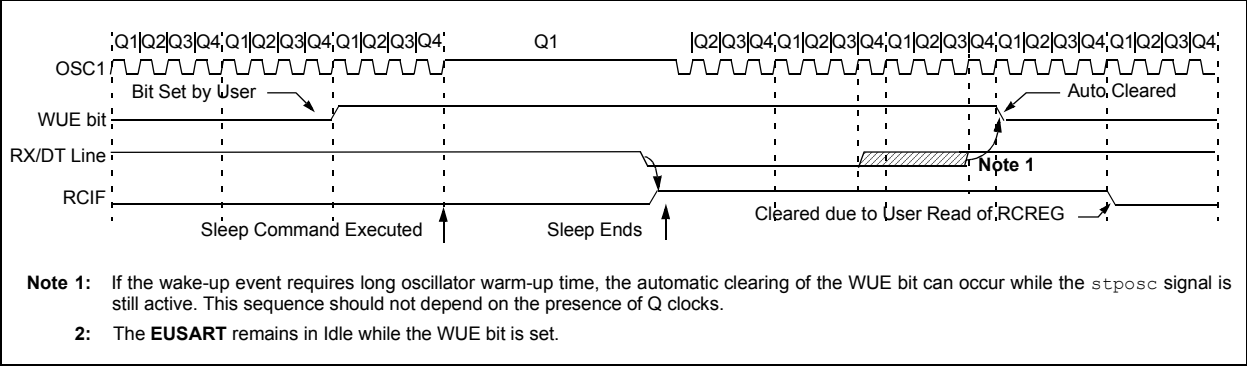 Q1 Q2 Q3 Q4 Q1 Q2 Q3 Q4 Q1 Q2 Q3 Q4 Q1 Q2 Q3 Q4 Q1 Q2 Q3 Q4 Q1 Q2 Q3 Q4 Q1 Q2 Q3 Q4 Q1 Q2 Q3 Q4
OSC1
Bit Set by User
Auto Cleared
WUE bit
RX/DT Line
Note 1
RCIF
Cleared due to User Read of RCREG
Sleep Command Executed
Sleep Ends
Note 1: If the wake-up event requires long oscillator warm-up time, the automatic clearing of the WUE bit can occur while the stposc signal is
still active. This sequence should not depend on the presence of Q clocks.
2: The EUSART remains in Idle while the WUE bit is set.